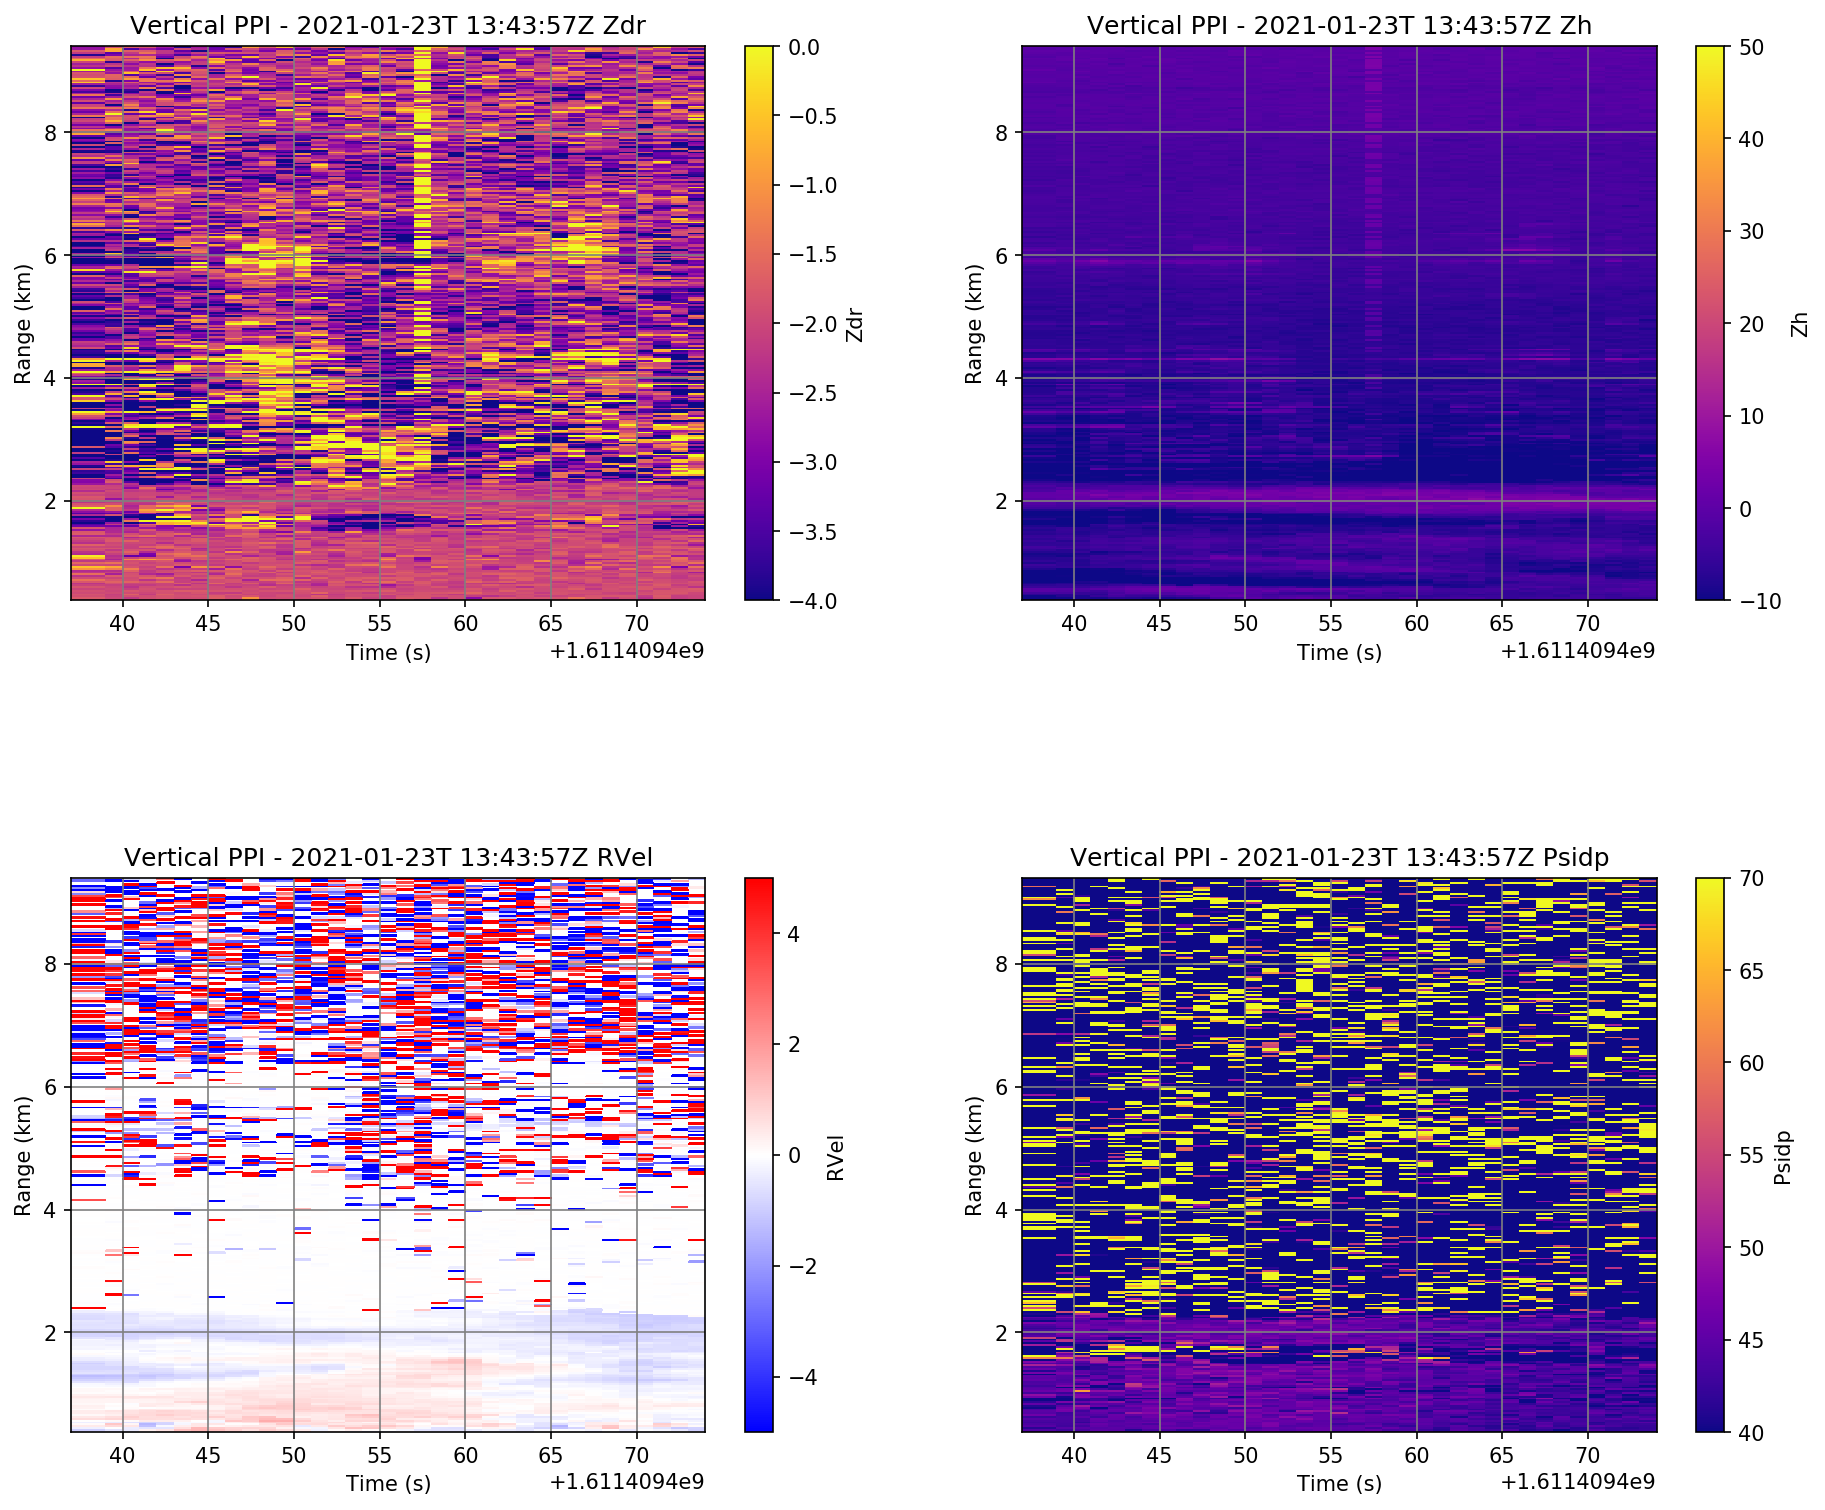 Vertical PPI - 2021-01-23T 13:43:57Z Zdr
0.0
−0.5
−1.0
−1.5
−2.0
−2.5
−3.0
−3.5
−4.0
Zdr
8
6
4
2
Range (km)
40 45 50 55 60 65 70
Time (s)
+1.6114094e9
Vertical PPI - 2021-01-23T 13:43:57Z Zh
50
40
30
20
10
0
−10
Zh
8
6
4
2
Range (km)
40 45 50 55 60 65 70
Time (s)
+1.6114094e9
Vertical PPI - 2021-01-23T 13:43:57Z RVel
4
2
0
−2
−4
RVel
8
6
4
2
Range (km)
40 45 50 55 60 65 70
Time (s)
+1.6114094e9
Vertical PPI - 2021-01-23T 13:43:57Z Psidp
70
65
60
55
50
45
40
Psidp
8
6
4
2
Range (km)
40 45 50 55 60 65 70
Time (s)
+1.6114094e9